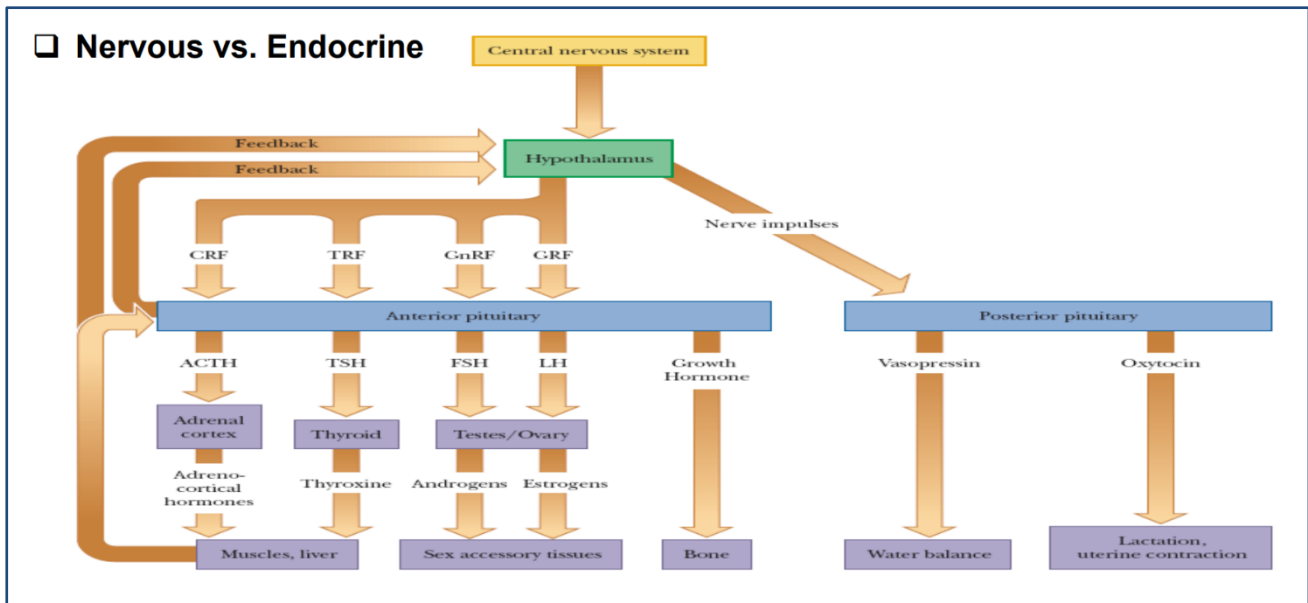 ❑ Nervous vs. Endocrine
Central nervous system
Feedback
Hypothalamus
Feedback
Nerve impulses
CRF TRF GnRF GRF
Anterior pituitary
Posterior pituitary
ACTH TSH FSH LH
Growth
Hormone
Vasopressin
Oxytocin
Adrenal
cortex
Thyroid
Testes/Ovary
Adreno-
cortical
hormones
Thyroxine
Androgens
Estrogens
Muscles, liver
Sex accessory tissues
Bone
Water balance
Lactation,
uterine contraction